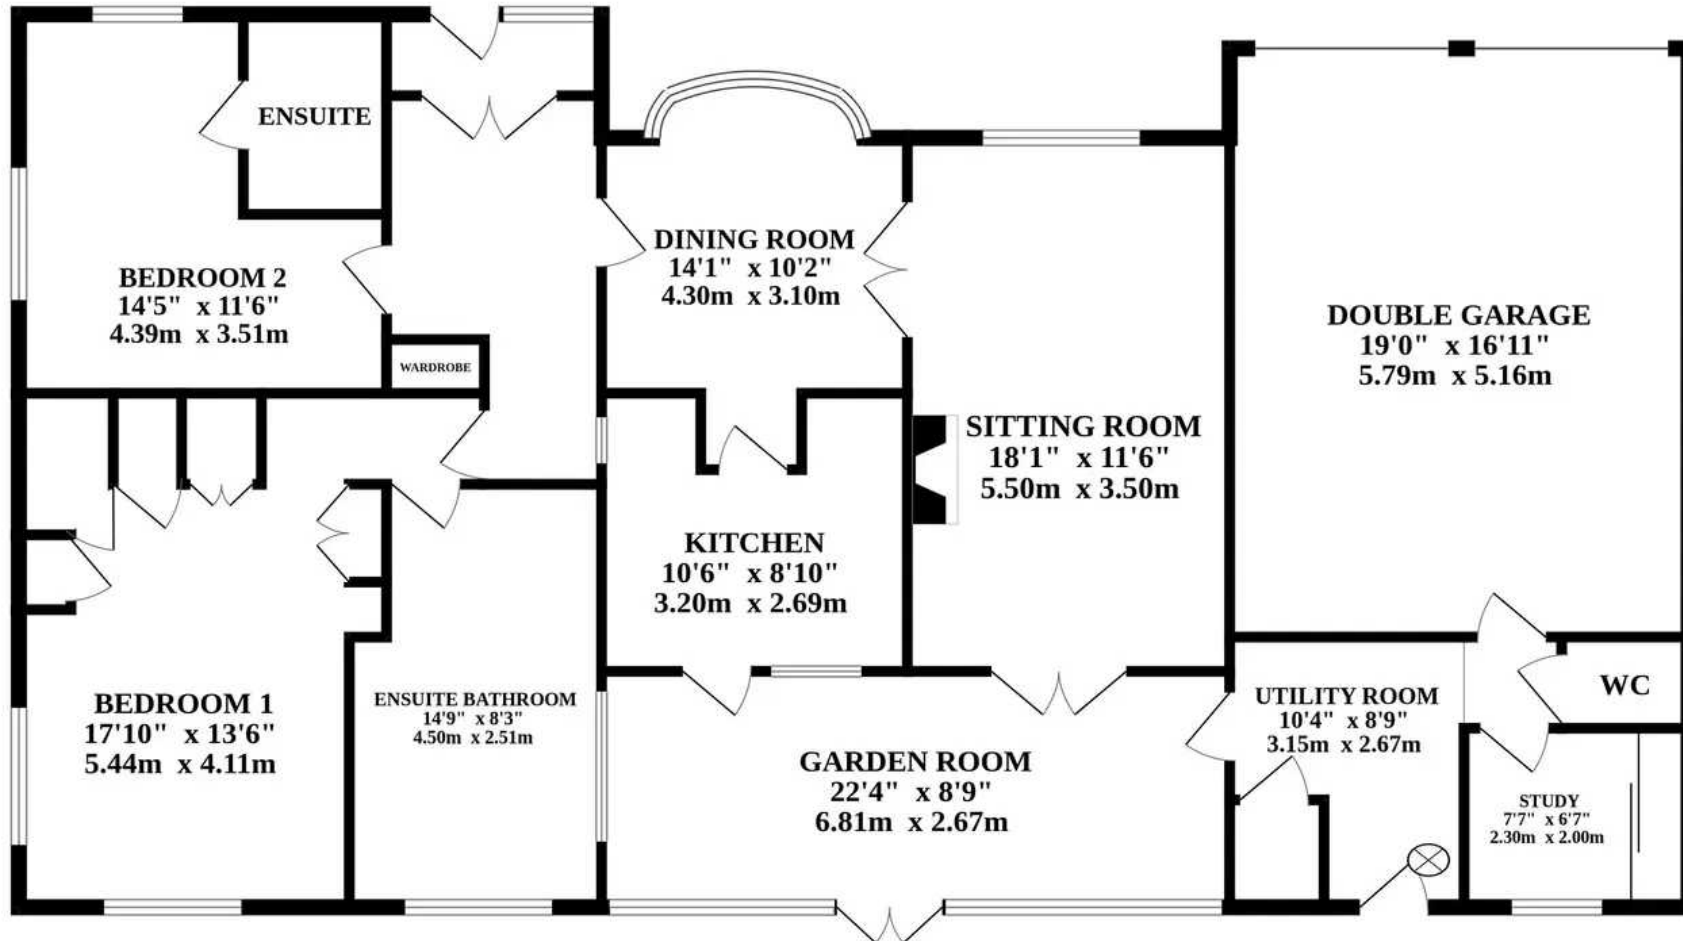 ENSUITE
BEDROOM 2
14'5" x 11'6"
4.39m x 3.51m
WARDROBE
DINING ROOM
14'1" x 10'2"
4.30m x 3.10m
DOUBLE GARAGE
19'0" x 16'11"
5.79m x 5.16m
SITTING ROOM
18'1" x 11'6"
5.50m x 3.50m
KITCHEN
10'6" x 8'10"
3.20m x 2.69m
BEDROOM 1
17'10" x 13'6"
5.44m x 4.11m
ENSUITE BATHROOM
14'9" x 8'3"
4.50m x 2.51m
GARDEN ROOM
22'4" x 8'9"
6.81m x 2.67m
UTILITY ROOM
10'4" x 8'9"
3.15m x 2.67m
WC
STUDY
7'7" x 6'7"
2.30m x 2.00m